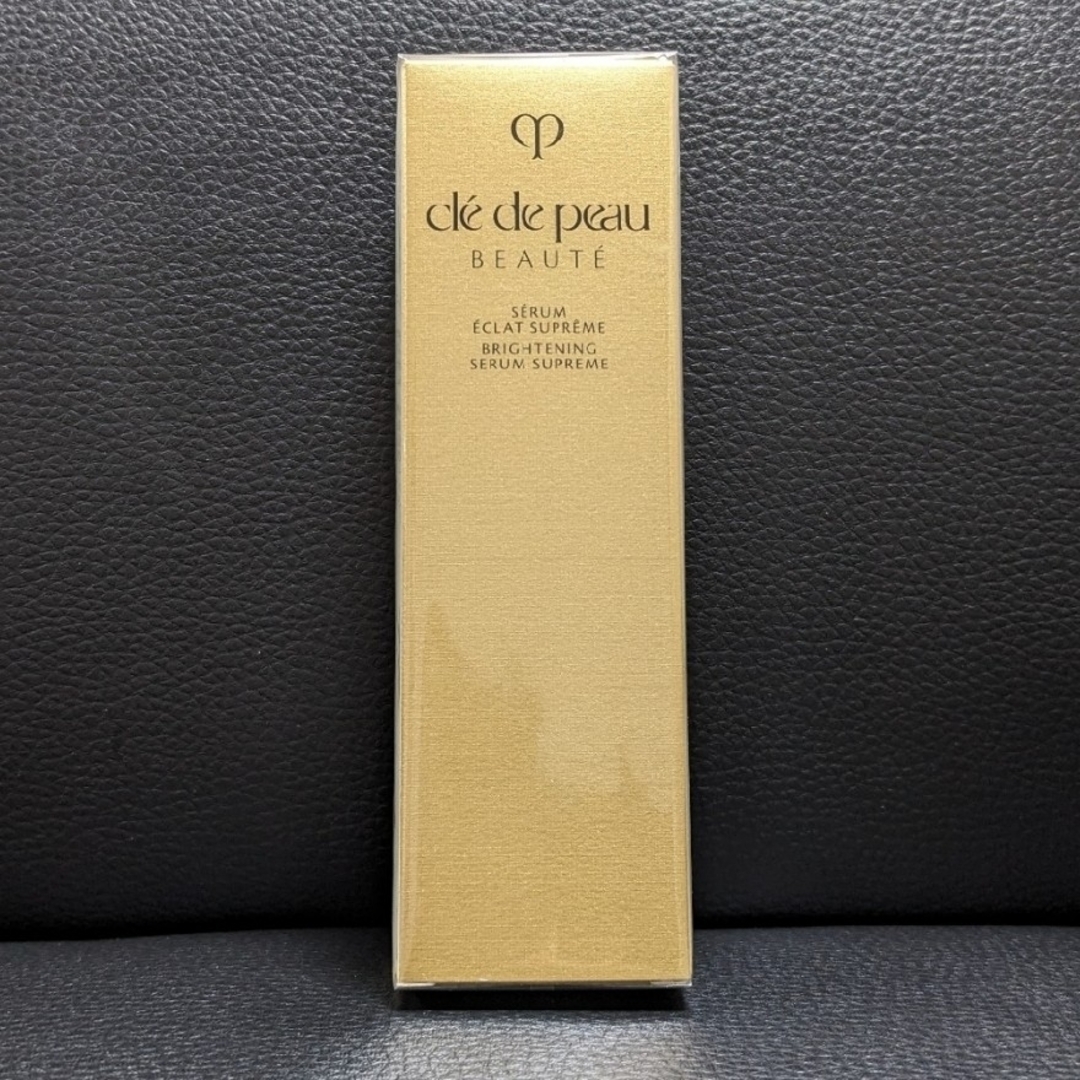 clé de peau
BEAUTÉ
SÉRUM
ÉCLAT SUPRÊME
BRIGHTENING
SERUM SUPREME